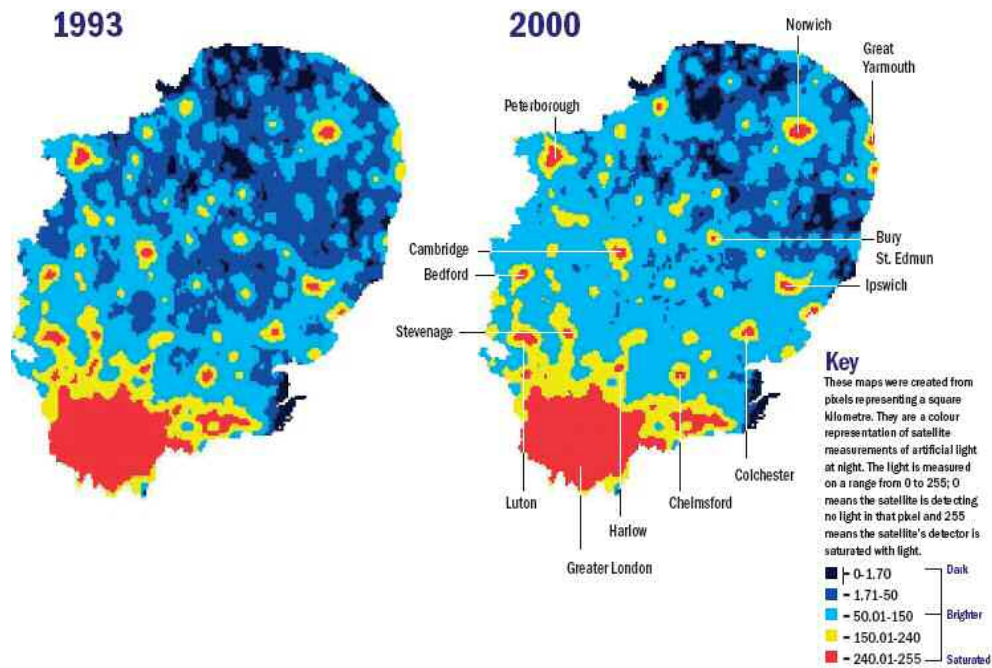 1993
2000
Norwich
Great
Yarmouth
Peterborough
Cambridge
Bedford
Stevenage
Bury
St. Edmun
Ipswich
Luton
Harlow
Greater London
Chelmsford
Colchester
Key
These maps were created from
pixels representing a square
kilometre. They are a colour
representation of satellite
measurements of artificial light
at night. The light is measured
on a range from 0 to 255; 0
means the satellite is detecting
no light in that pixel and 255
means the satellite's detector is
saturated with light.
- 0-1.70 Dark
- 1.71-50
- 50.01-150 Brighter
- 150.01-240
- 240.01-255 Saturated